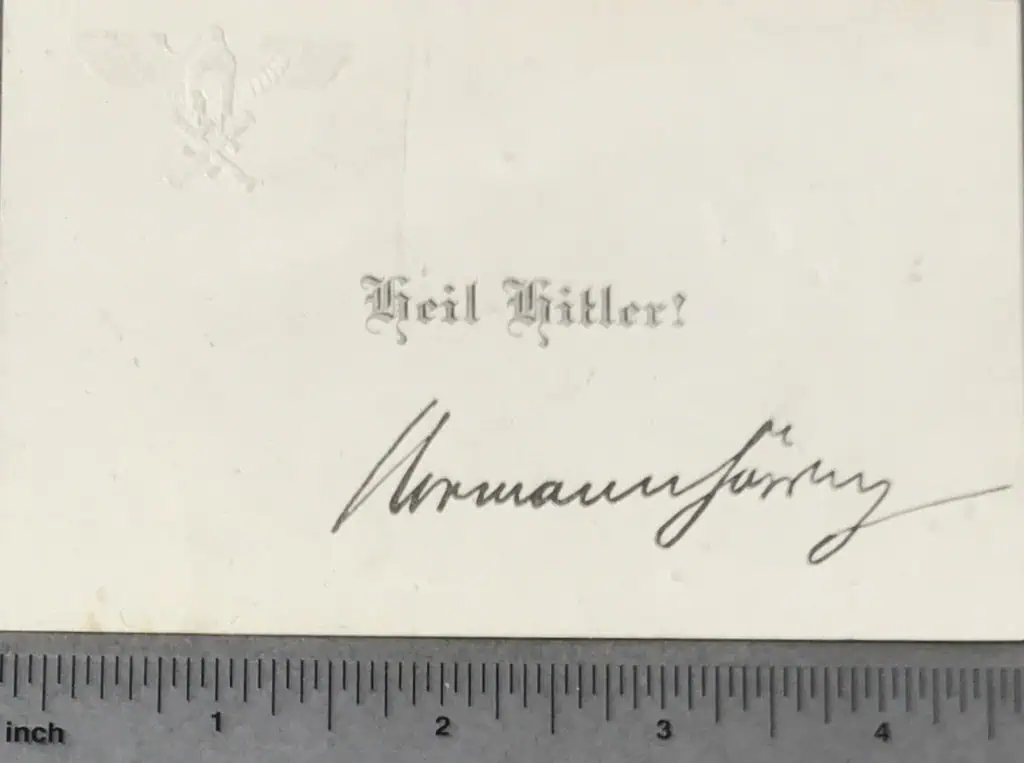 Heil Hitler!
Hermann Göring
inch 1 2 3 4